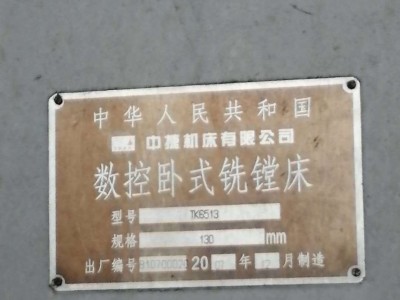 中华人民共和国
中捷机床有限公司
数控卧式铣镗床
型号 TK6513
规格 130 mm
出厂编号 20 年 月制造